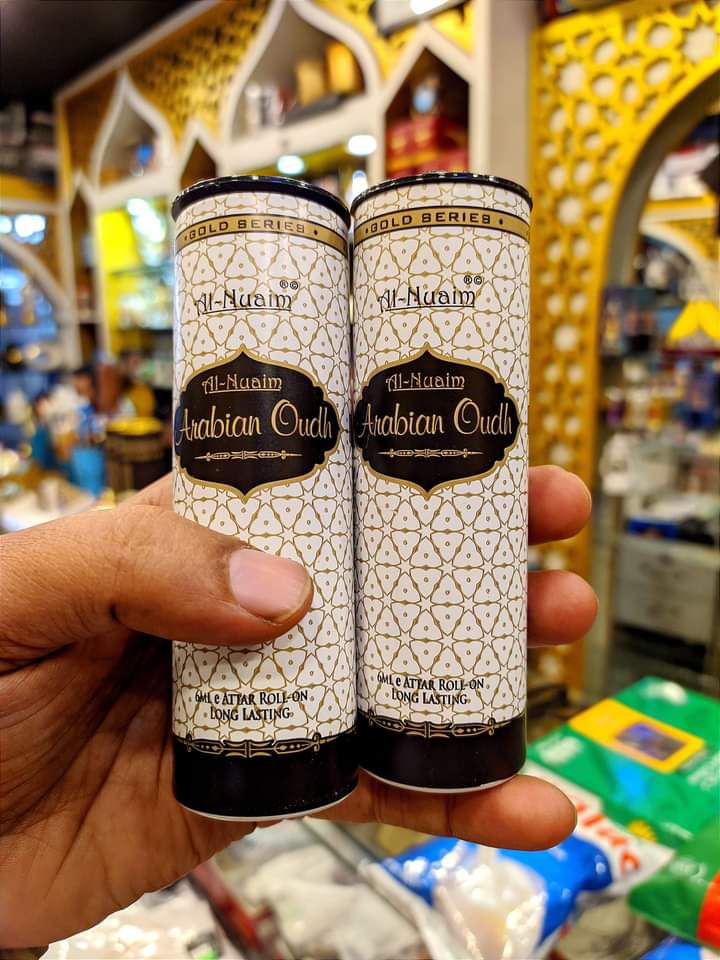 •GOLD SERIES•
Al-Nuaim®©
Al-Nuaim
Arabian Oudh
6ML e ATTAR ROLL-ON
LONG LASTING
•GOLD SERIES•
Al-Nuaim®©
Al-Nuaim
Arabian Oudh
6ML e ATTAR ROLL-ON
LONG LASTING